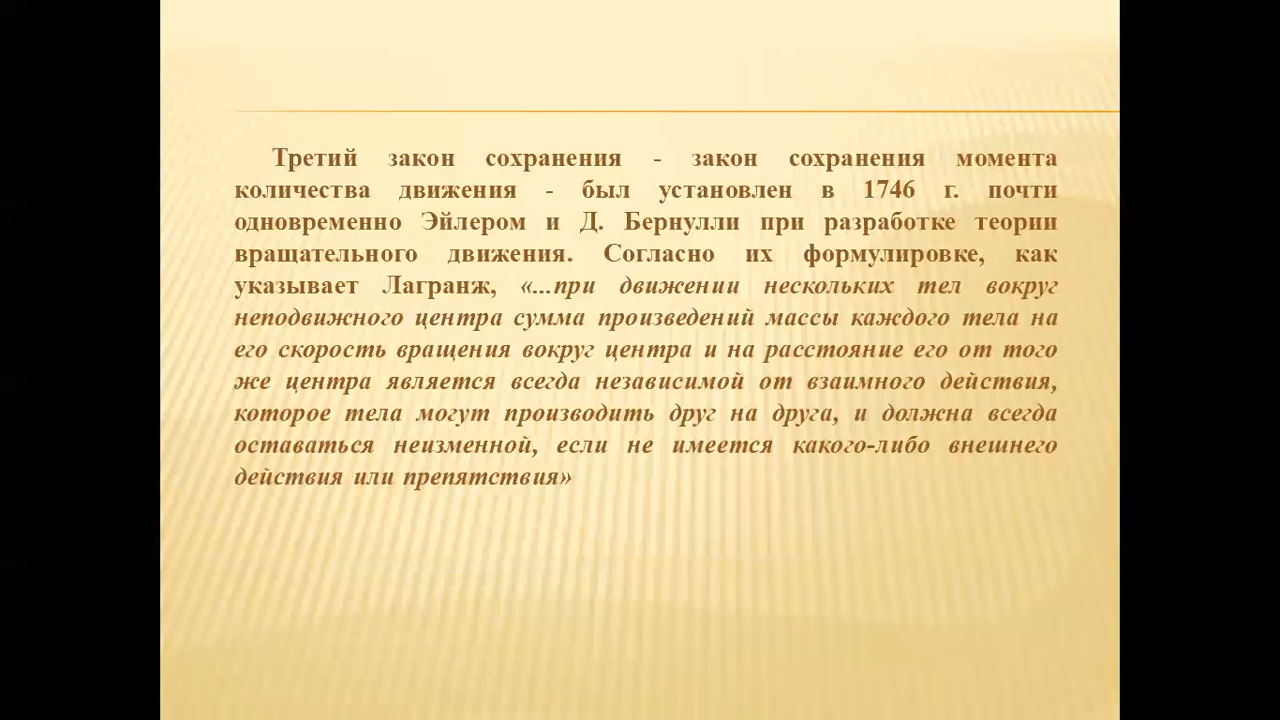 Третий закон сохранения - закон сохранения момента
количества движения - был установлен в 1746 г. почти
одновременно Эйлером и Д. Бернулли при разработке теории
вращательного движения. Согласно их формулировке, как
указывает Лагранж, «...при движении нескольких тел вокруг
неподвижного центра сумма произведений массы каждого тела на
его скорость вращения вокруг центра и на расстояние его от того
же центра является всегда независимой от взаимного действия,
которое тела могут производить друг на друга, и должна всегда
оставаться неизменной, если не имеется какого-либо внешнего
действия или препятствия»